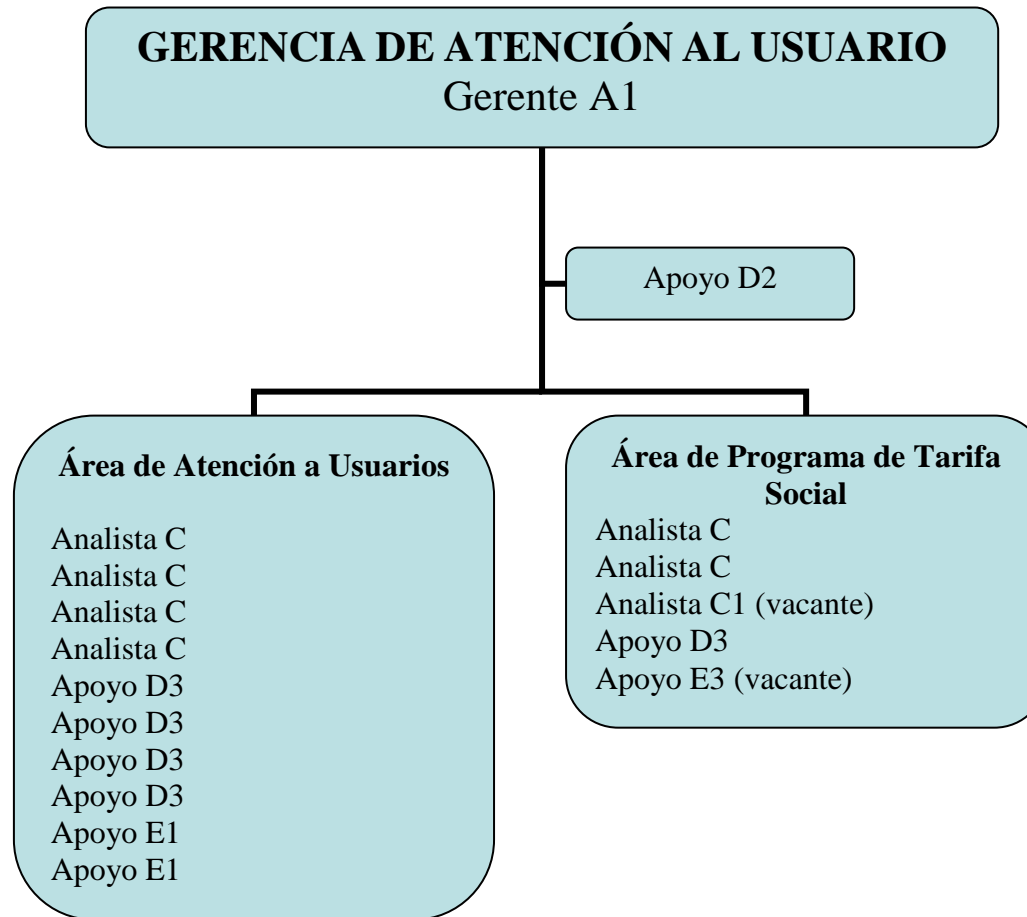 GERENCIA DE ATENCIÓN AL USUARIO
Gerente A1
Apoyo D2
Área de Atención a Usuarios
Analista C
Analista C
Analista C
Analista C
Apoyo D3
Apoyo D3
Apoyo D3
Apoyo D3
Apoyo E1
Apoyo E1
Área de Programa de Tarifa
Social
Analista C
Analista C
Analista C1 (vacante)
Apoyo D3
Apoyo E3 (vacante)